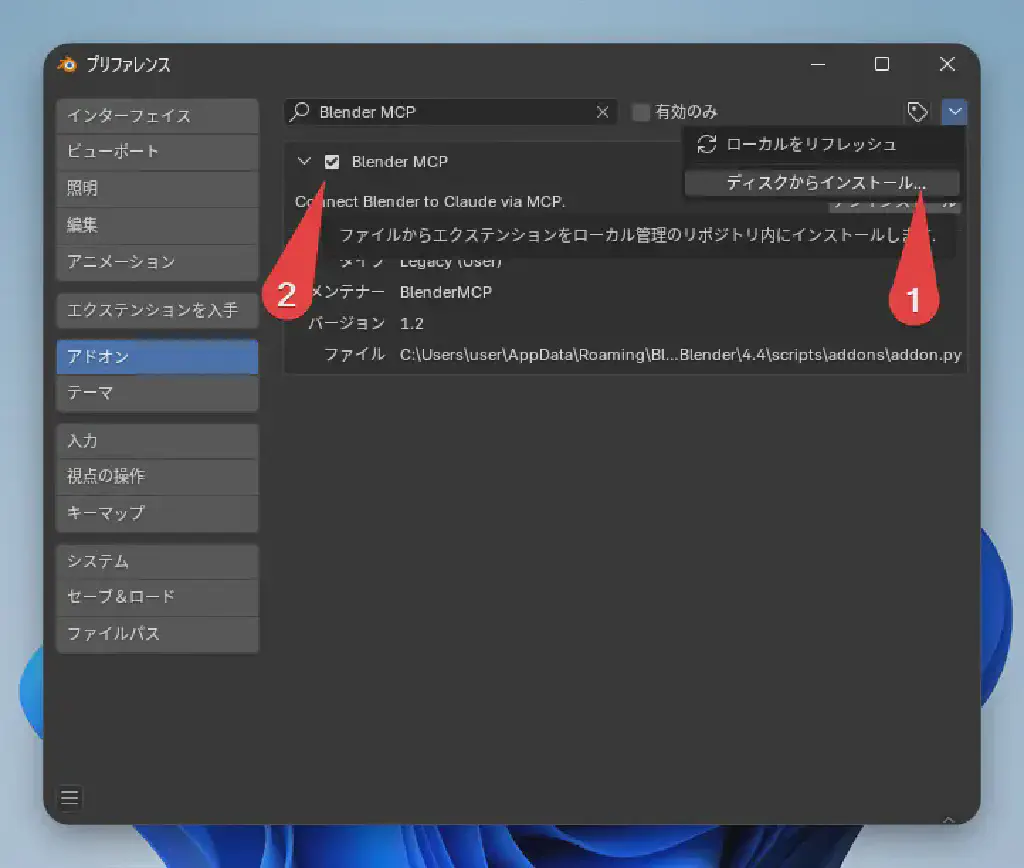 プリファレンス
インターフェイス
ビューポート
照明
編集
アニメーション
エクステンションを入手
アドオン
テーマ
入力
視点の操作
キーマップ
システム
セーブ&ロード
ファイルパス
Blender MCP
有効のみ
ローカルをリフレッシュ
ディスクからインストール...
Blender MCP
Connect Blender to Claude via MCP.
アンインストール
ファイルからエクステンションをローカル管理のリポジトリ内にインストールします.
タイプ Legacy (User)
メンテナー BlenderMCP
バージョン 1.2
ファイル C:\Users\user\AppData\Roaming\Bl...Blender\4.4\scripts\addons\addon.py
1
2